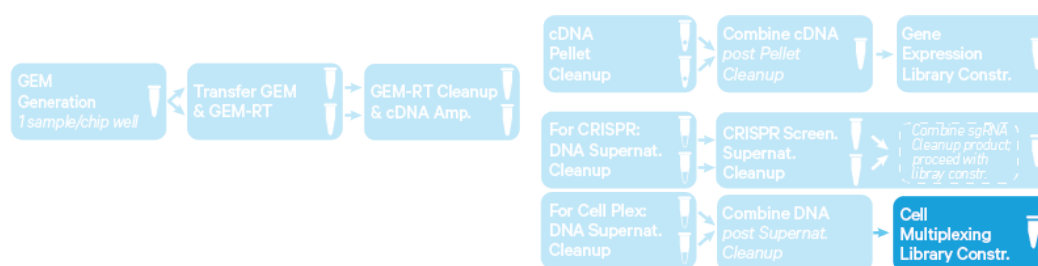 GEM
Generation
1 sample/chip well
Transfer GEM
& GEM-RT
GEM-RT Cleanup
& cDNA Amp.
cDNA
Pellet
Cleanup
Combine cDNA
post Pellet
Cleanup
Gene
Expression
Library Constr.
For CRISPR:
DNA Supernat.
Cleanup
CRISPR Screen.
Supernat.
Cleanup
Combine sgRNA
Cleanup product;
proceed with
libray constr.
For Cell Plex:
DNA Supernat.
Cleanup
Combine DNA
post Supernat.
Cleanup
Cell
Multiplexing
Library Constr.